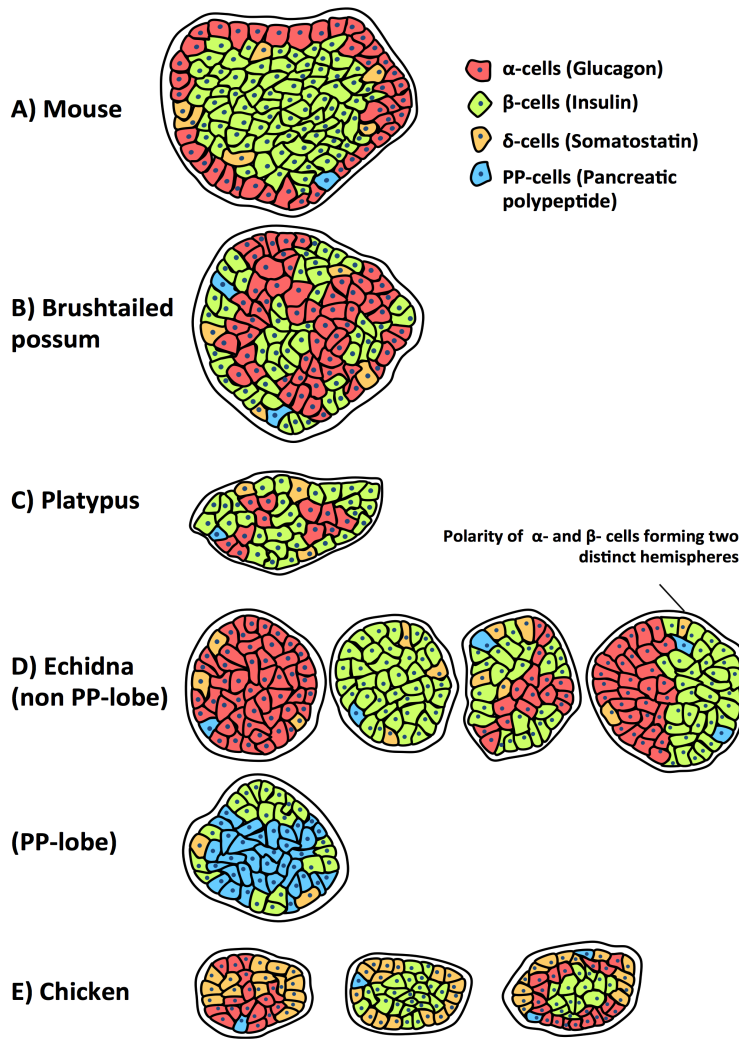 α-cells (Glucagon)
β-cells (Insulin)
δ-cells (Somatostatin)
PP-cells (Pancreatic
polypeptide)
A) Mouse
B) Brushtailed
possum
C) Platypus
Polarity of α- and β- cells forming two
distinct hemispheres
D) Echidna
(non PP-lobe)
(PP-lobe)
E) Chicken